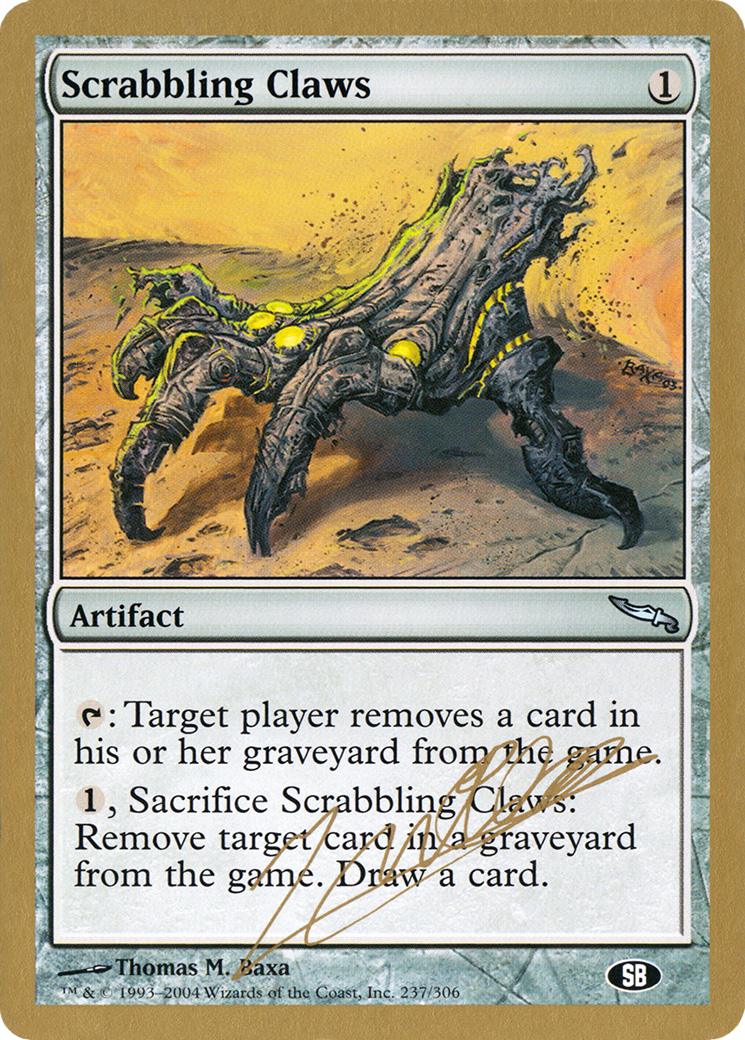 Scrabbling Claws 1
BAXA
03
Artifact
: Target player removes a card in
his or her graveyard from the game.
1, Sacrifice Scrabbling Claws:
Remove target card in a graveyard
from the game. Draw a card.
Thomas M. Baxa
SB
™ & © 1993–2004 Wizards of the Coast, Inc. 237/306